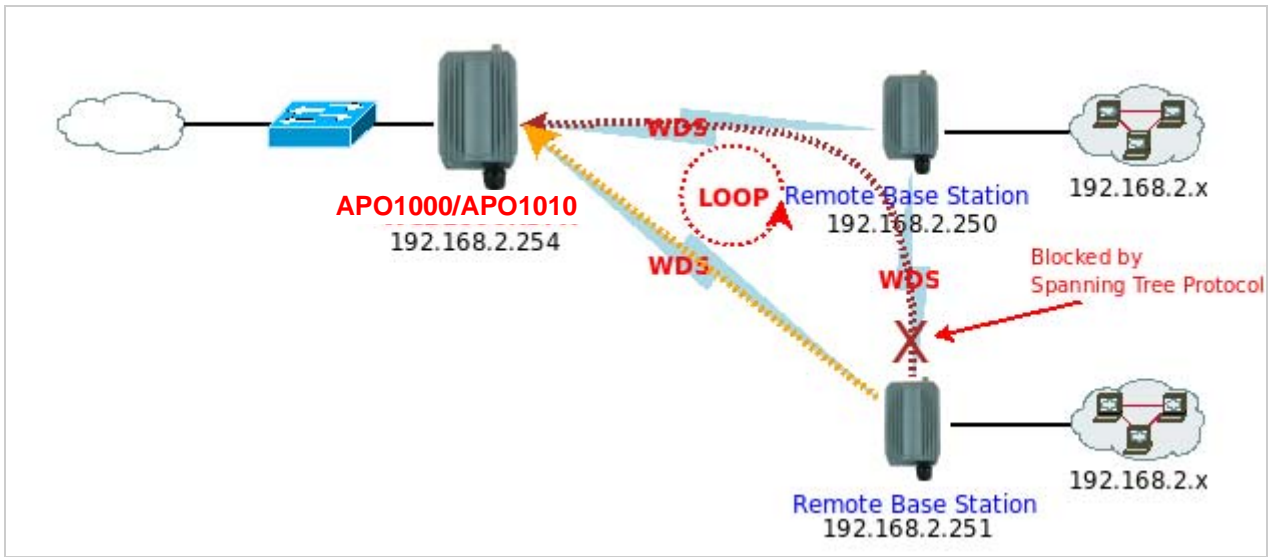 WDS
APO1000/APO1010
192.168.2.254
LOOP
Remote Base Station
192.168.2.250
192.168.2.x
WDS
WDS
Blocked by
Spanning Tree Protocol
X
Remote Base Station
192.168.2.251
192.168.2.x